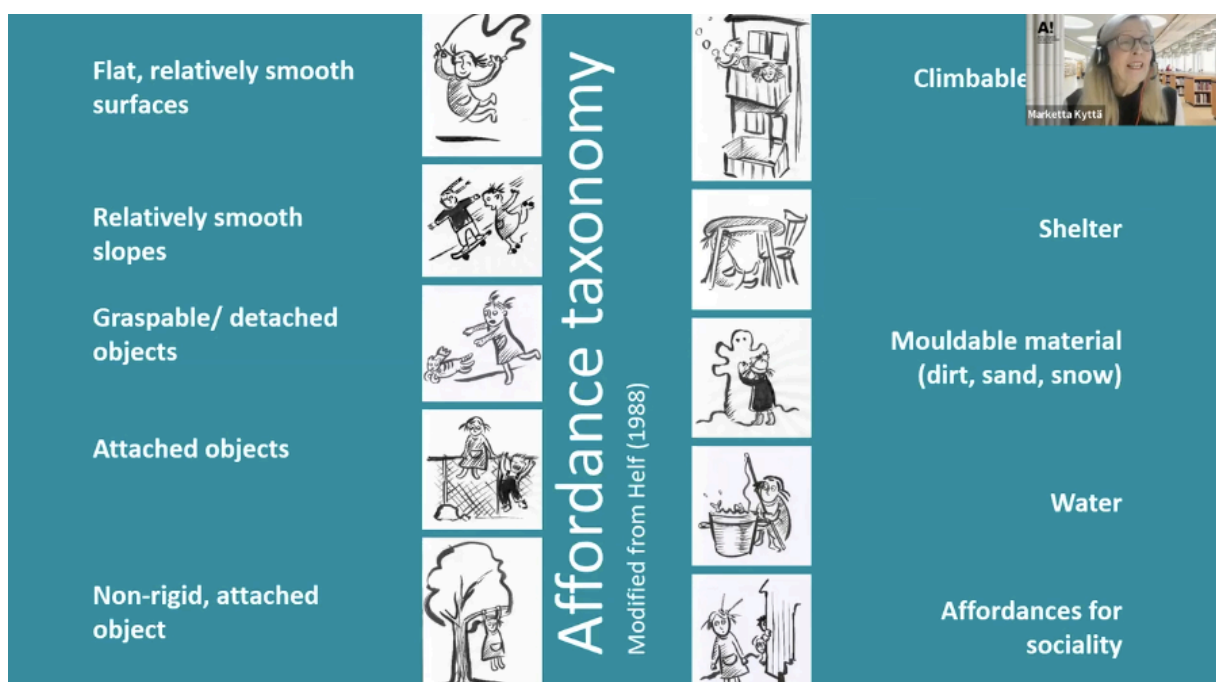 Flat, relatively smooth
surfaces
Relatively smooth
slopes
Graspable/ detached
objects
Attached objects
Non-rigid, attached
object
Affordance taxonomy
Modified from Helf (1988)
Climbable
Shelter
Mouldable material
(dirt, sand, snow)
Water
Affordances for
sociality
A!
Marketta Kyttä